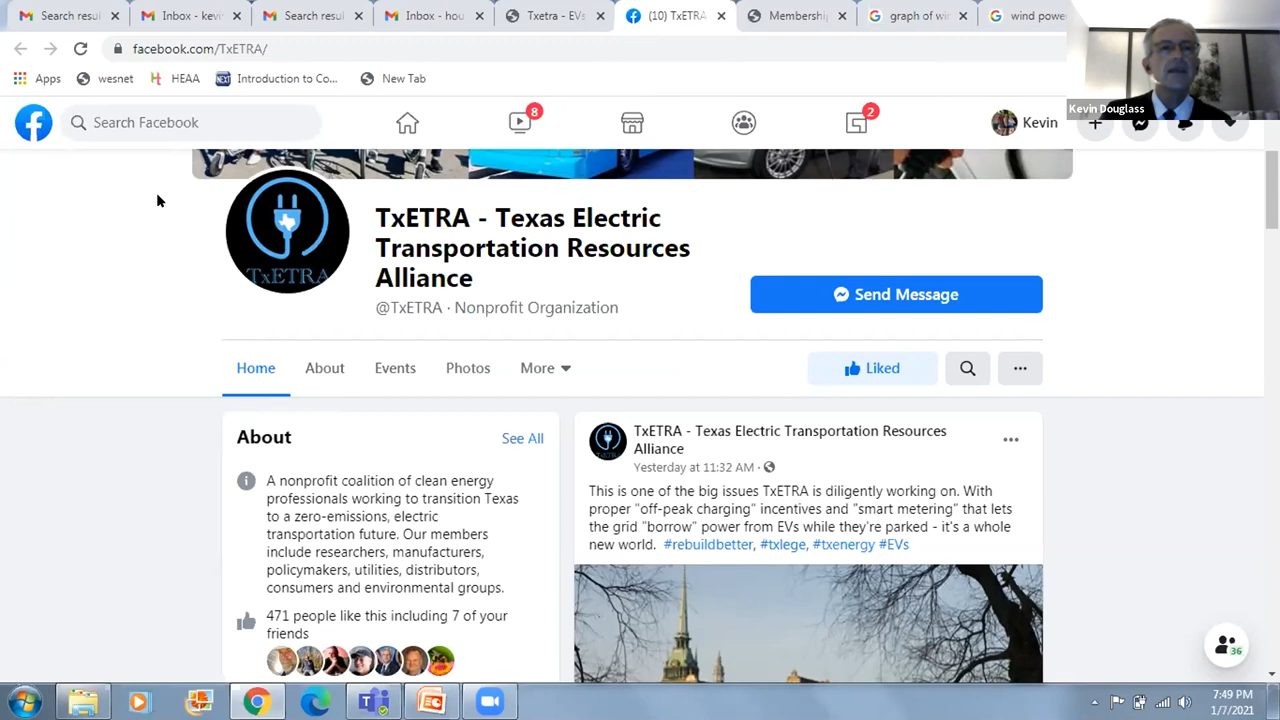 Search resul
Inbox - kevi
Search resul
Inbox - hou
Txetra - EVs
(10) TxETRA
Membership
graph of wi
wind powe
facebook.com/TxETRA/
Apps
wesnet
HEAA
Introduction to Co...
New Tab
Kevin Douglass
Search Facebook
8
2
Kevin
TxETRA
TxETRA - Texas Electric
Transportation Resources
Alliance
@TxETRA · Nonprofit Organization
Send Message
Home
About
Events
Photos
More
Liked
About
See All
A nonprofit coalition of clean energy
professionals working to transition Texas
to a zero-emissions, electric
transportation future. Our members
include researchers, manufacturers,
policymakers, utilities, distributors,
consumers and environmental groups.
471 people like this including 7 of your
friends
TxETRA - Texas Electric Transportation Resources
Alliance
Yesterday at 11:32 AM ·
This is one of the big issues TxETRA is diligently working on. With
proper "off-peak charging" incentives and "smart metering" that lets
the grid "borrow" power from EVs while they're parked - it's a whole
new world. #rebuildbetter, #txlege, #txenergy #EVs
36
7:49 PM
1/7/2021